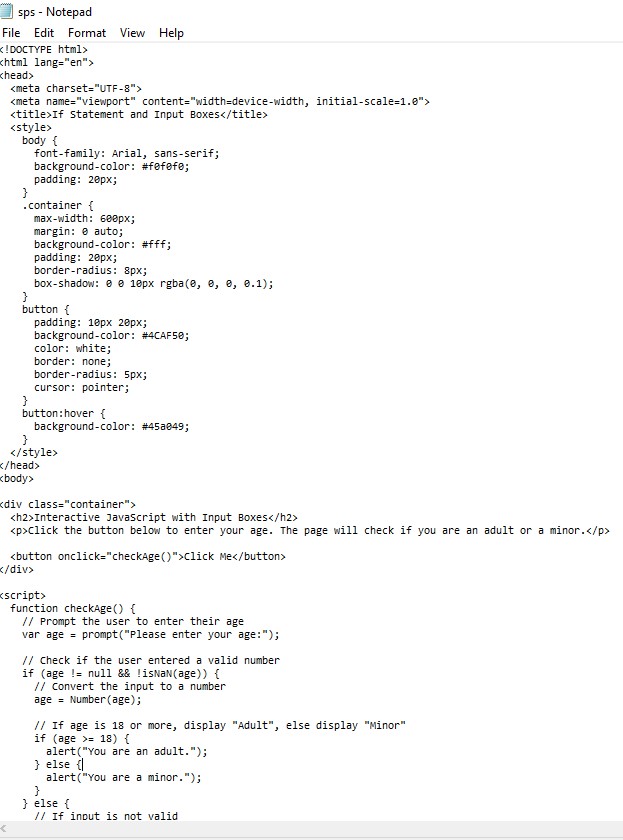 sps - Notepad
File Edit Format View Help
<!DOCTYPE html>
<html lang="en">
<head>
  <meta charset="UTF-8">
  <meta name="viewport" content="width=device-width, initial-scale=1.0">
  <title>If Statement and Input Boxes</title>
  <style>
    body {
      font-family: Arial, sans-serif;
      background-color: #f0f0f0;
      padding: 20px;
    }
    .container {
      max-width: 600px;
      margin: 0 auto;
      background-color: #fff;
      padding: 20px;
      border-radius: 8px;
      box-shadow: 0 0 10px rgba(0, 0, 0, 0.1);
    }
    button {
      padding: 10px 20px;
      background-color: #4CAF50;
      color: white;
      border: none;
      border-radius: 5px;
      cursor: pointer;
    }
    button:hover {
      background-color: #45a049;
    }
  </style>
</head>
<body>

<div class="container">
  <h2>Interactive JavaScript with Input Boxes</h2>
  <p>Click the button below to enter your age. The page will check if you are an adult or a minor.</p>

  <button onclick="checkAge()">Click Me</button>
</div>

<script>
  function checkAge() {
    // Prompt the user to enter their age
    var age = prompt("Please enter your age:");

    // Check if the user entered a valid number
    if (age != null && !isNaN(age)) {
      // Convert the input to a number
      age = Number(age);

      // If age is 18 or more, display "Adult", else display "Minor"
      if (age >= 18) {
        alert("You are an adult.");
      } else {
        alert("You are a minor.");
      }
    } else {
      // If input is not valid